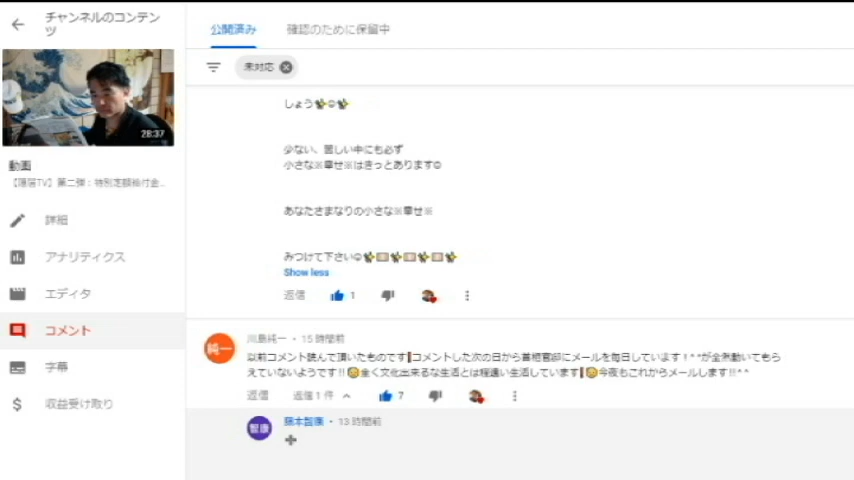 チャンネルのコンテン
ツ
公開済み
確認のために保留中
未対応
28:37
動画
【隠居TV】第二弾：特別定額給付金...
詳細
アナリティクス
エディタ
コメント
字幕
収益受け取り
しょう
少ない、苦しい中にも必ず
小さな※幸せ※はきっとあります☺
あなたさまなりの小さな※幸せ※
みつけて下さい☺
Show less
返信
1
純一
川島純一 • 15 時間前
以前コメント読んで頂いたものです❗コメントした次の日から首相官邸にメールを毎日しています！^^が全然動いてもら
えていないようです!!全く文化出来るな生活とは程遠い生活しています❗今夜もこれからメールします!!^^
返信
返信 1 件
7
智康
藤本智康 • 13 時間前